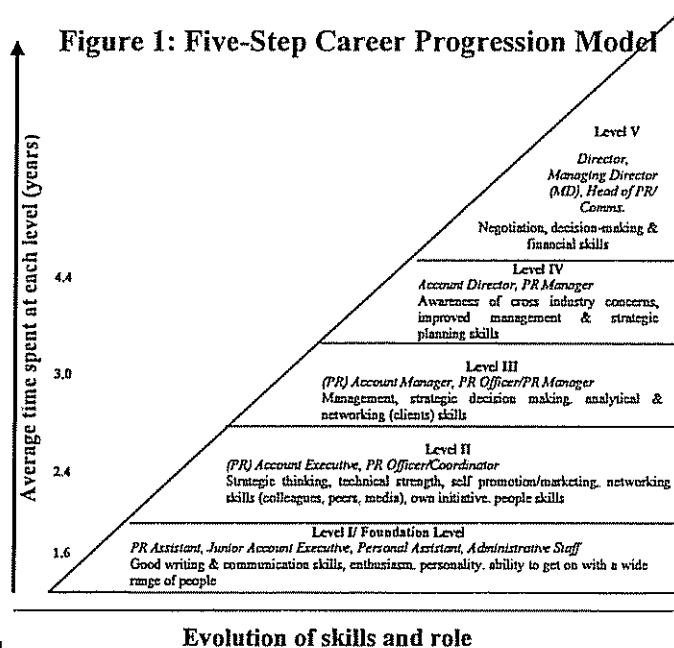 Figure 1: Five-Step Career Progression Model
Average time spent at each level (years)
Level V
Director,
Managing Director
(MD), Head of PR/
Comms.
Negotiation, decision-making &
financial skills
4.4
Level IV
Account Director, PR Manager
Awareness of cross industry concerns,
improved management & strategic
planning skills
3.0
Level III
(PR) Account Manager, PR Officer/PR Manager
Management, strategic decision making, analytical &
networking (clients) skills
2.4
Level II
(PR) Account Executive, PR Officer/Coordinator
Strategic thinking, technical strength, self promotion/marketing, networking
skills (colleagues, peers, media), own initiative, people skills
1.6
Level I/ Foundation Level
PR Assistant, Junior Account Executive, Personal Assistant, Administrative Staff
Good writing & communication skills, enthusiasm, personality, ability to get on with a wide
range of people
Evolution of skills and role